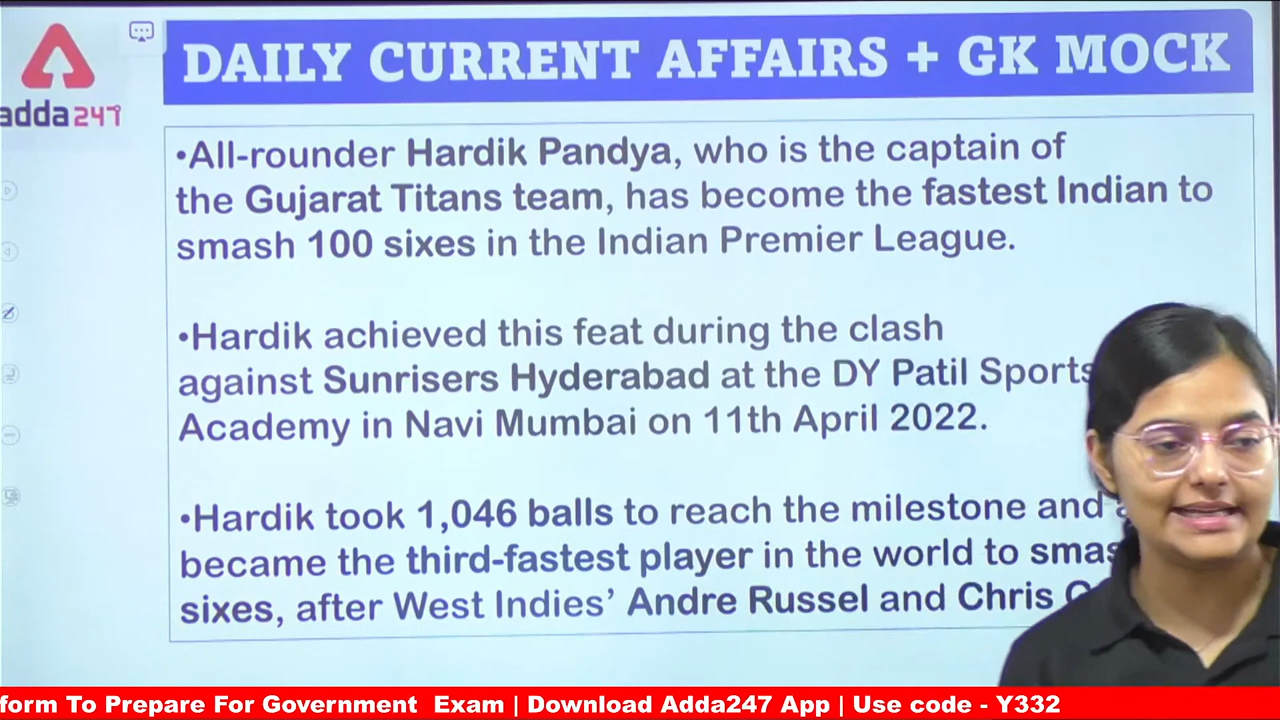 adda247
DAILY CURRENT AFFAIRS + GK MOCK
•All-rounder Hardik Pandya, who is the captain of
the Gujarat Titans team, has become the fastest Indian to
smash 100 sixes in the Indian Premier League.
•Hardik achieved this feat during the clash
against Sunrisers Hyderabad at the DY Patil Sports
Academy in Navi Mumbai on 11th April 2022.
•Hardik took 1,046 balls to reach the milestone and
became the third-fastest player in the world to smas
sixes, after West Indies’ Andre Russel and Chris
form To Prepare For Government Exam | Download Adda247 App | Use code - Y332